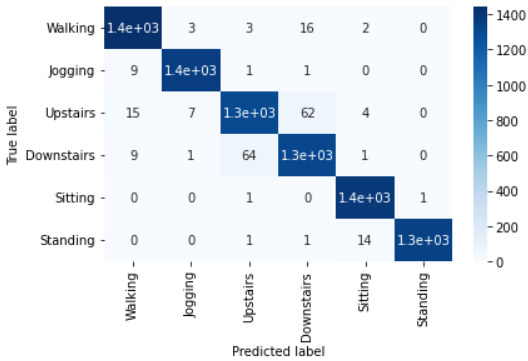 Walking 1.4e+03 3 3 16 2 0
Jogging 9 1.4e+03 1 1 0 0
Upstairs 15 7 1.3e+03 62 4 0
Downstairs 9 1 64 1.3e+03 1 0
Sitting 0 0 1 0 1.4e+03 1
Standing 0 0 1 1 14 1.3e+03
True label
Walking
Jogging
Upstairs
Downstairs
Sitting
Standing
Predicted label
1400
1200
1000
800
600
400
200
0